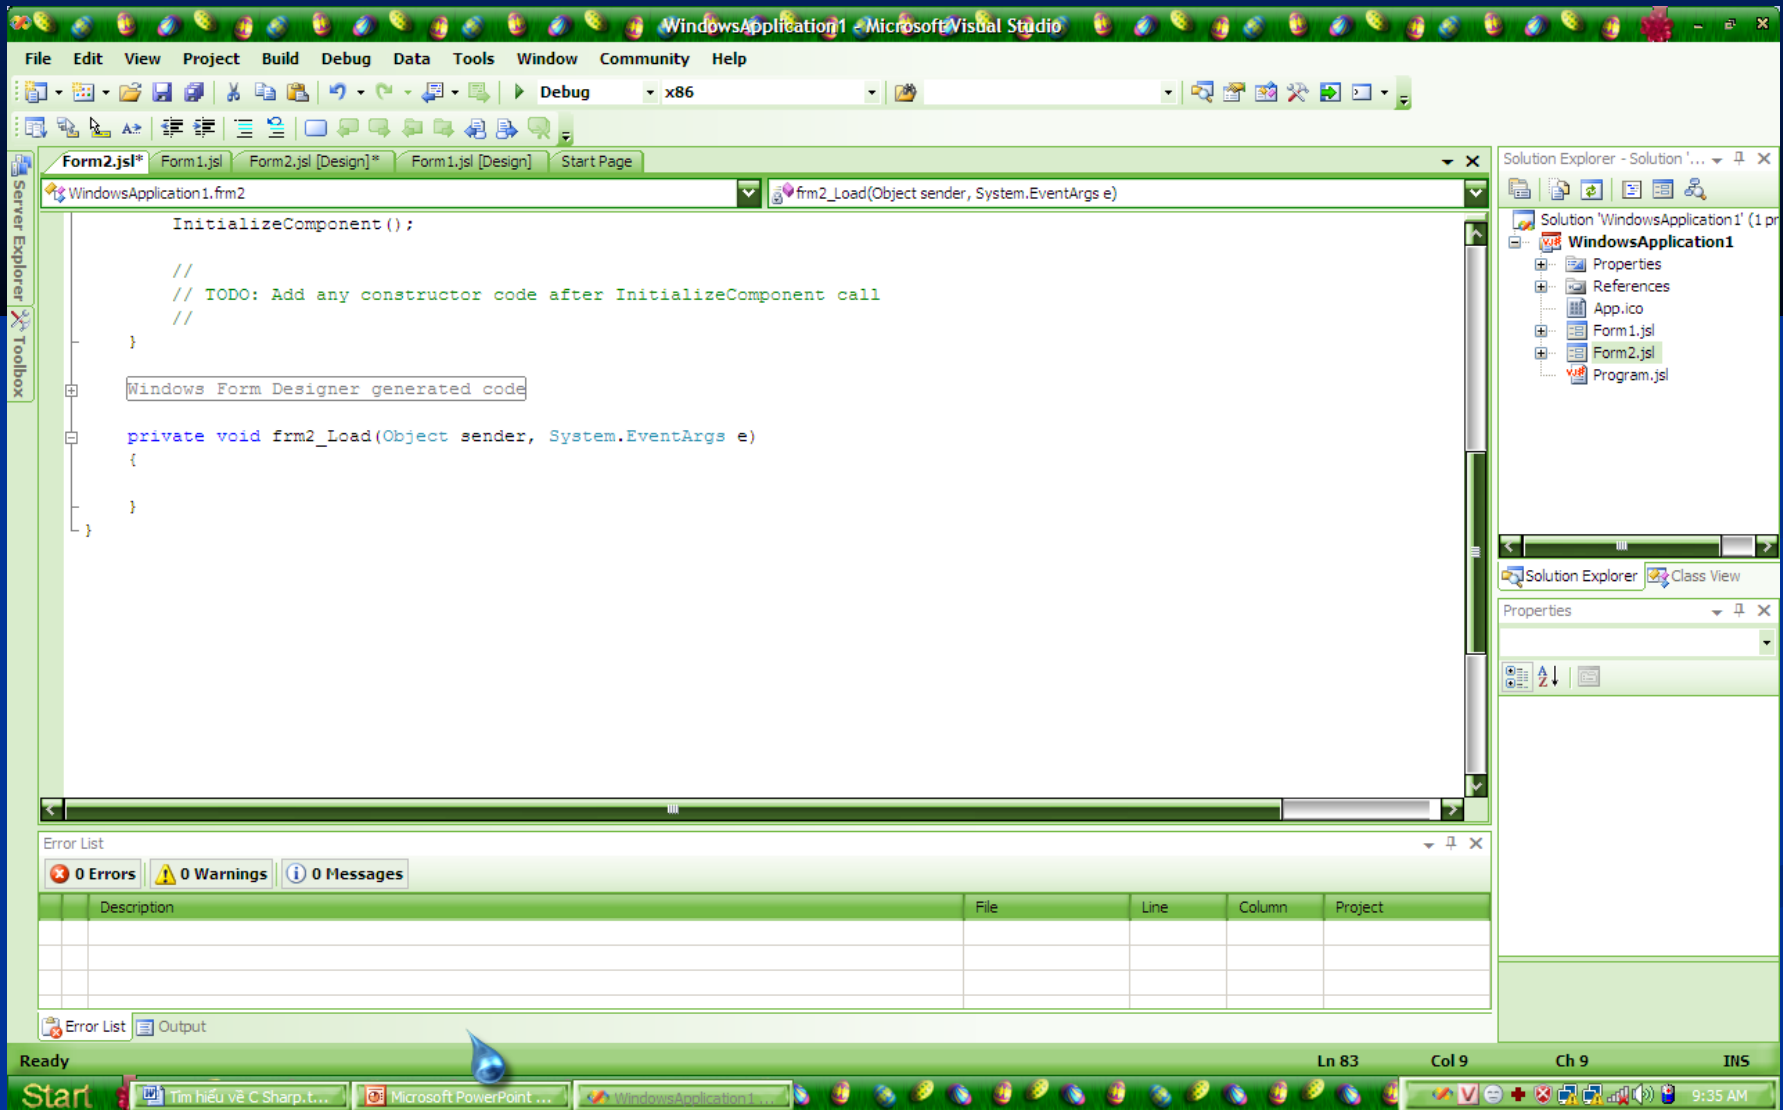 WindowsApplication1 - Microsoft Visual Studio
File Edit View Project Build Debug Data Tools Window Community Help
Debug x86
Form2.jsl* Form1.jsl Form2.jsl [Design]* Form1.jsl [Design] Start Page
WindowsApplication1.frm2 frm2_Load(Object sender, System.EventArgs e)
Server Explorer
Toolbox
InitializeComponent();
//
// TODO: Add any constructor code after InitializeComponent call
//
}
Windows Form Designer generated code
private void frm2_Load(Object sender, System.EventArgs e)
{
}
}
Solution Explorer - Solution '...
Solution 'WindowsApplication1' (1 pr
WindowsApplication1
Properties
References
App.ico
Form1.jsl
Form2.jsl
Program.jsl
Solution Explorer Class View
Properties
Error List
0 Errors 0 Warnings 0 Messages
Description File Line Column Project
Error List Output
Ready Ln 83 Col 9 Ch 9 INS
Start Tìm hiểu về C Sharp.t... Microsoft PowerPoint ... WindowsApplication1 ... 9:35 AM